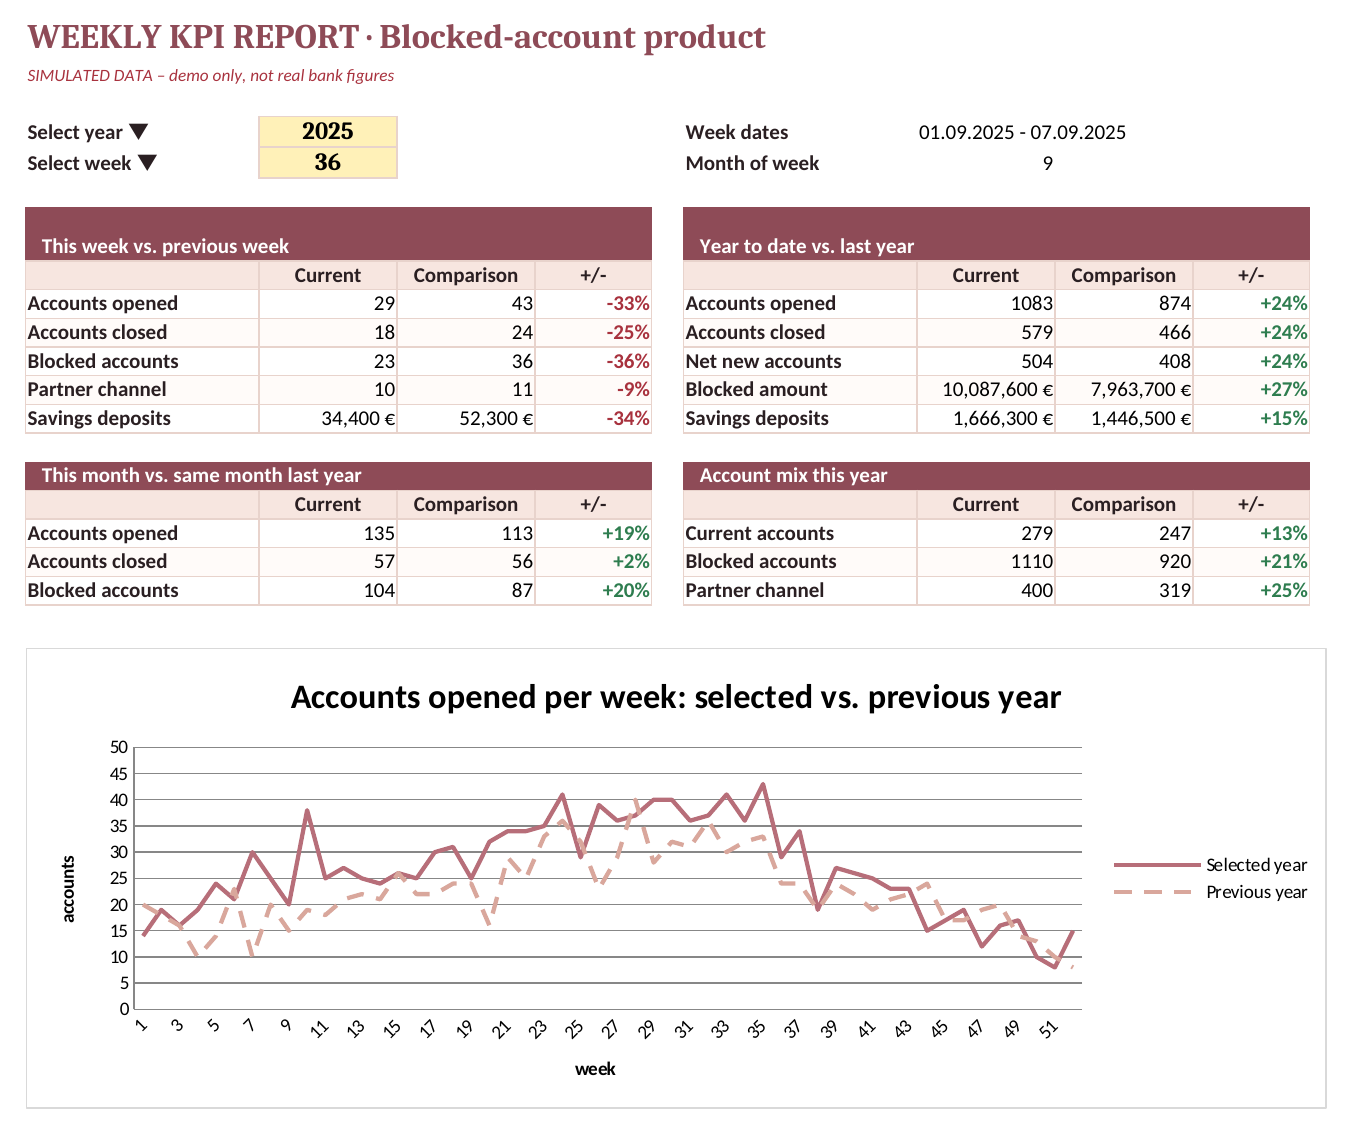 WEEKLY KPI REPORT · Blocked-account product
SIMULATED DATA – demo only, not real bank figures
Select year ▼ 2025 Week dates 01.09.2025 - 07.09.2025
Select week ▼ 36 Month of week 9
This week vs. previous week
Current Comparison +/-
Accounts opened 29 43 -33%
Accounts closed 18 24 -25%
Blocked accounts 23 36 -36%
Partner channel 10 11 -9%
Savings deposits 34,400 € 52,300 € -34%
Year to date vs. last year
Current Comparison +/-
Accounts opened 1083 874 +24%
Accounts closed 579 466 +24%
Net new accounts 504 408 +24%
Blocked amount 10,087,600 € 7,963,700 € +27%
Savings deposits 1,666,300 € 1,446,500 € +15%
This month vs. same month last year
Current Comparison +/-
Accounts opened 135 113 +19%
Accounts closed 57 56 +2%
Blocked accounts 104 87 +20%
Account mix this year
Current Comparison +/-
Current accounts 279 247 +13%
Blocked accounts 1110 920 +21%
Partner channel 400 319 +25%
Accounts opened per week: selected vs. previous year
50
45
40
35
30
25
20
15
10
5
0
accounts
1 3 5 7 9 11 13 15 17 19 21 23 25 27 29 31 33 35 37 39 41 43 45 47 49 51
week
Selected year
Previous year